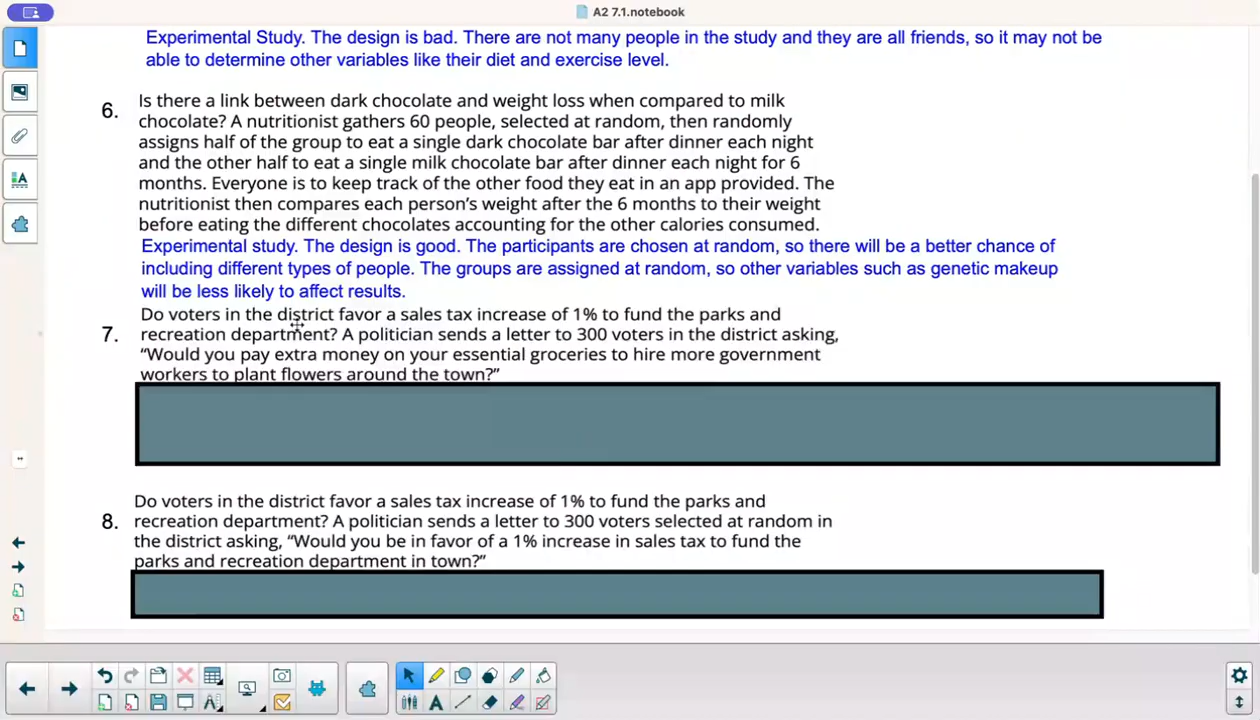 A2 7.1.notebook
Experimental Study. The design is bad. There are not many people in the study and they are all friends, so it may not be
able to determine other variables like their diet and exercise level.
6.
Is there a link between dark chocolate and weight loss when compared to milk
chocolate? A nutritionist gathers 60 people, selected at random, then randomly
assigns half of the group to eat a single dark chocolate bar after dinner each night
and the other half to eat a single milk chocolate bar after dinner each night for 6
months. Everyone is to keep track of the other food they eat in an app provided. The
nutritionist then compares each person’s weight after the 6 months to their weight
before eating the different chocolates accounting for the other calories consumed.
Experimental study. The design is good. The participants are chosen at random, so there will be a better chance of
including different types of people. The groups are assigned at random, so other variables such as genetic makeup
will be less likely to affect results.
7.
Do voters in the district favor a sales tax increase of 1% to fund the parks and
recreation department? A politician sends a letter to 300 voters in the district asking,
“Would you pay extra money on your essential groceries to hire more government
workers to plant flowers around the town?”
8.
Do voters in the district favor a sales tax increase of 1% to fund the parks and
recreation department? A politician sends a letter to 300 voters selected at random in
the district asking, “Would you be in favor of a 1% increase in sales tax to fund the
parks and recreation department in town?”